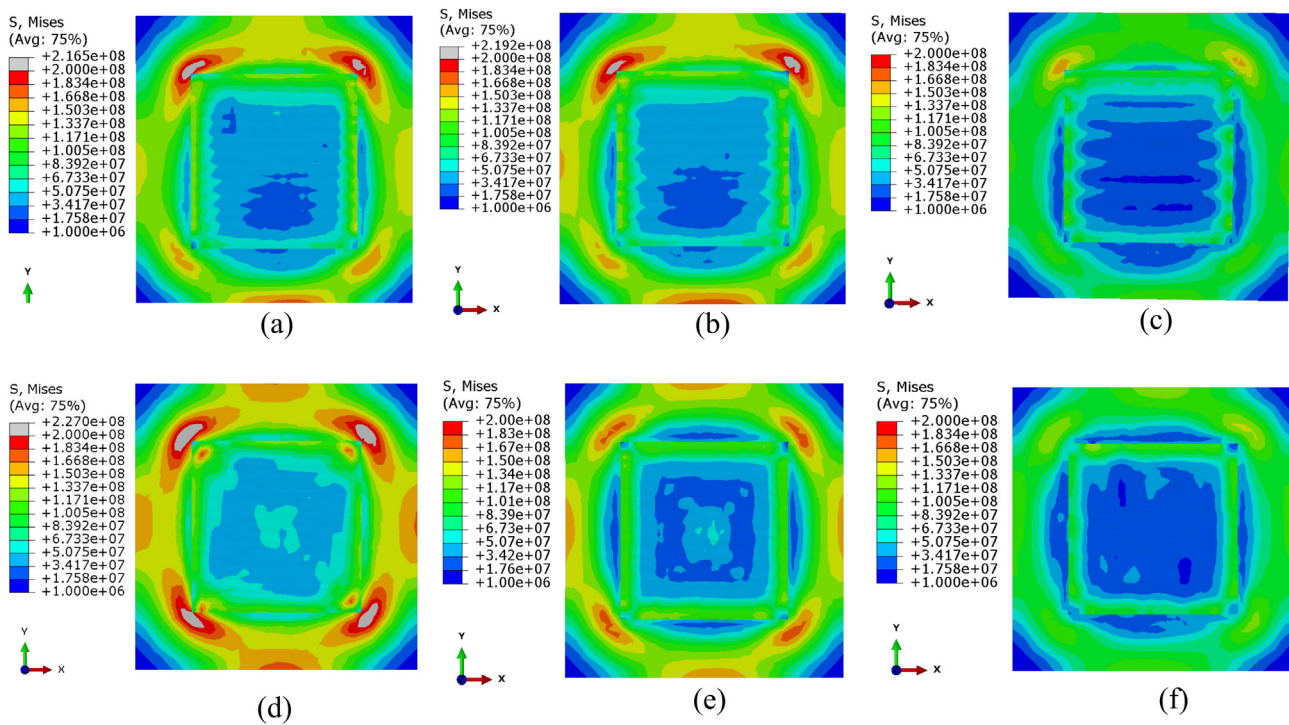 S, Mises
(Avg: 75%)
+2.165e+08
+2.000e+08
+1.834e+08
+1.668e+08
+1.503e+08
+1.337e+08
+1.171e+08
+1.005e+08
+8.392e+07
+6.733e+07
+5.075e+07
+3.417e+07
+1.758e+07
+1.000e+06
Y
(a)
S, Mises
(Avg: 75%)
+2.192e+08
+2.000e+08
+1.834e+08
+1.668e+08
+1.503e+08
+1.337e+08
+1.171e+08
+1.005e+08
+8.392e+07
+6.733e+07
+5.075e+07
+3.417e+07
+1.758e+07
+1.000e+06
Y
X
(b)
S, Mises
(Avg: 75%)
+2.000e+08
+1.834e+08
+1.668e+08
+1.503e+08
+1.337e+08
+1.171e+08
+1.005e+08
+8.392e+07
+6.733e+07
+5.075e+07
+3.417e+07
+1.758e+07
+1.000e+06
Y
X
(c)
S, Mises
(Avg: 75%)
+2.270e+08
+2.000e+08
+1.834e+08
+1.668e+08
+1.503e+08
+1.337e+08
+1.171e+08
+1.005e+08
+8.392e+07
+6.733e+07
+5.075e+07
+3.417e+07
+1.758e+07
+1.000e+06
Y
X
(d)
S, Mises
(Avg: 75%)
+2.00e+08
+1.83e+08
+1.67e+08
+1.50e+08
+1.34e+08
+1.17e+08
+1.01e+08
+8.39e+07
+6.73e+07
+5.07e+07
+3.42e+07
+1.76e+07
+1.00e+06
Y
X
(e)
S, Mises
(Avg: 75%)
+2.000e+08
+1.834e+08
+1.668e+08
+1.503e+08
+1.337e+08
+1.171e+08
+1.005e+08
+8.392e+07
+6.733e+07
+5.075e+07
+3.417e+07
+1.758e+07
+1.000e+06
Y
X
(f)